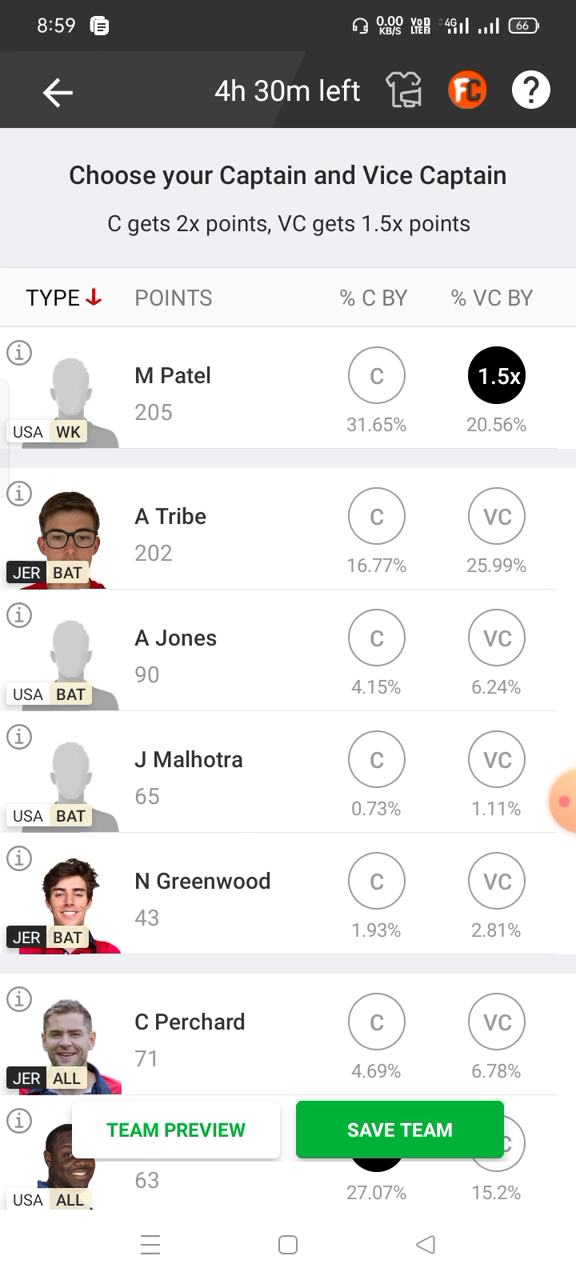 8:59 0.00 KB/S VoD LTE2 4G 66
4h 30m left FC ?
Choose your Captain and Vice Captain
C gets 2x points, VC gets 1.5x points
TYPE POINTS % C BY % VC BY
M Patel C 1.5x
205
USA WK 31.65% 20.56%
A Tribe C VC
202
JER BAT 16.77% 25.99%
A Jones C VC
90
USA BAT 4.15% 6.24%
J Malhotra C VC
65
USA BAT 0.73% 1.11%
N Greenwood C VC
43
JER BAT 1.93% 2.81%
C Perchard C VC
71
JER ALL 4.69% 6.78%
TEAM PREVIEW SAVE TEAM
63
USA ALL 27.07% 15.2%